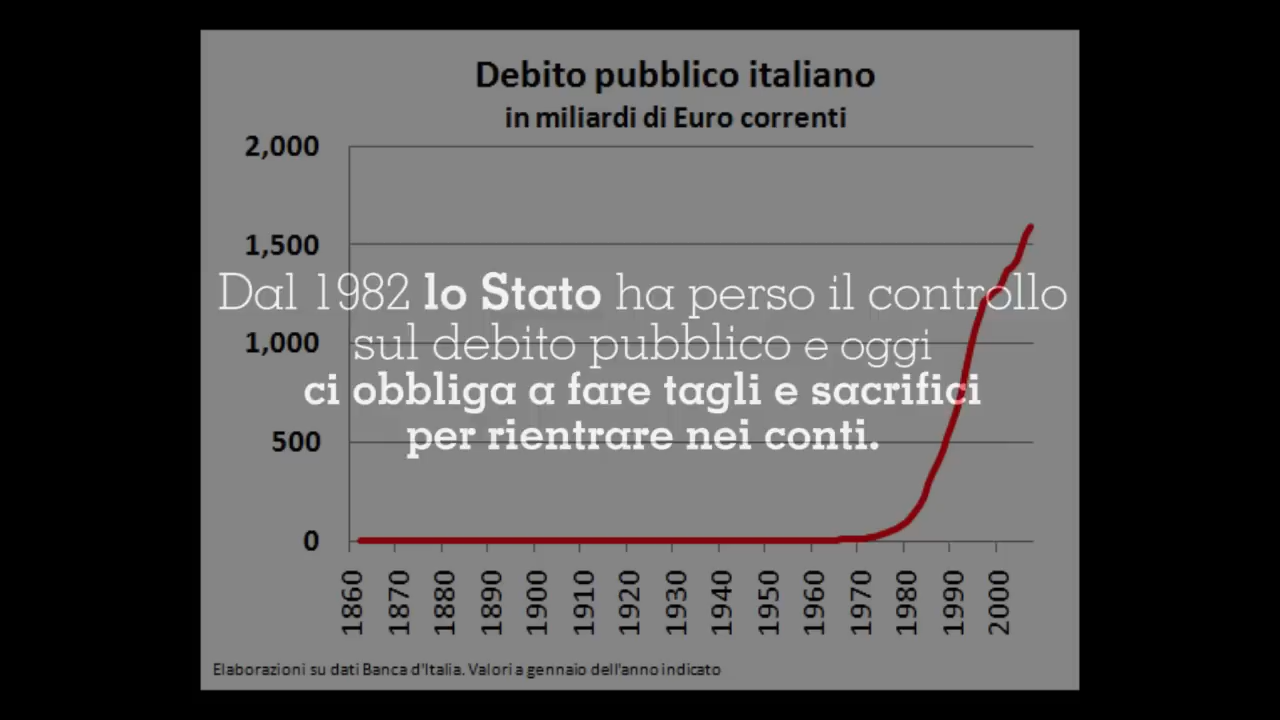 Debito pubblico italiano
in miliardi di Euro correnti
2,000
1,500
Dal 1982 lo Stato ha perso il controllo
1,000
sul debito pubblico e oggi
ci obbliga a fare tagli e sacrifici
500
per rientrare nei conti.
0
1860 1870 1880 1890 1900 1910 1920 1930 1940 1950 1960 1970 1980 1990 2000
Elaborazioni su dati Banca d'Italia. Valori a gennaio dell'anno indicato